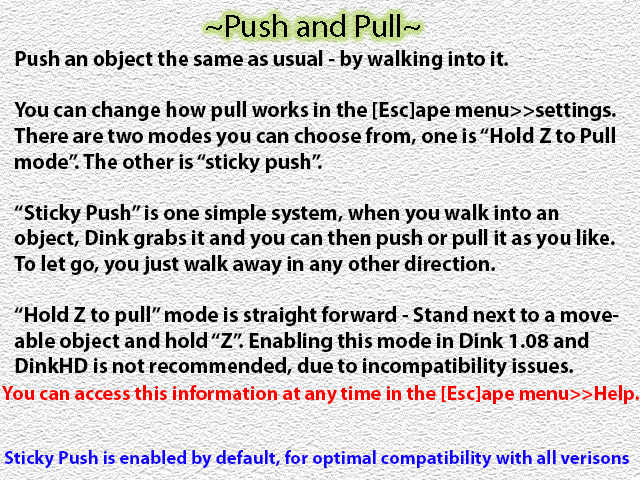 ~Push and Pull~
Push an object the same as usual - by walking into it.
You can change how pull works in the [Esc]ape menu>>settings.
There are two modes you can choose from, one is “Hold Z to Pull
mode”. The other is “sticky push”.
“Sticky Push” is one simple system, when you walk into an
object, Dink grabs it and you can then push or pull it as you like.
To let go, you just walk away in any other direction.
“Hold Z to pull” mode is straight forward - Stand next to a move-
able object and hold “Z”. Enabling this mode in Dink 1.08 and
DinkHD is not recommended, due to incompatibility issues.
You can access this information at any time in the [Esc]ape menu>>Help.
Sticky Push is enabled by default, for optimal compatibility with all verisons